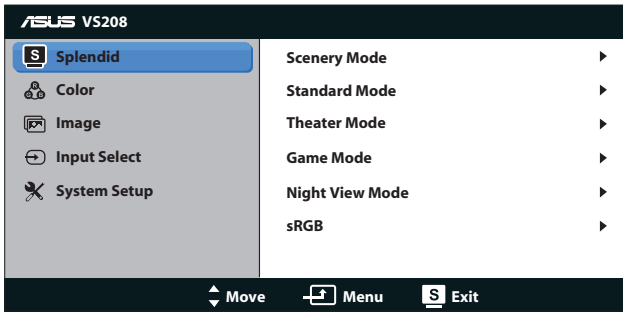 ASUS VS208
S Splendid
Color
Image
Input Select
System Setup
Scenery Mode
Standard Mode
Theater Mode
Game Mode
Night View Mode
sRGB
Move Menu S Exit